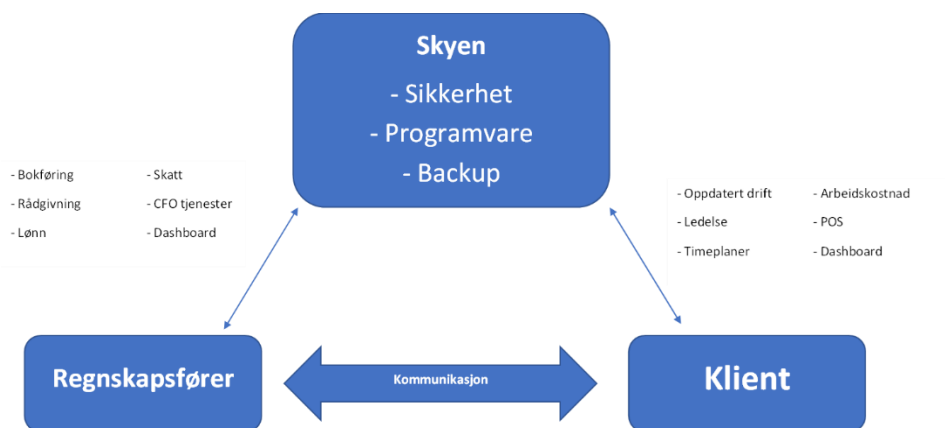 Skyen
- Sikkerhet
- Programvare
- Backup
- Bokføring - Skatt
- Rådgivning - CFO tjenester
- Lønn - Dashboard
- Oppdatert drift - Arbeidskostnad
- Ledelse - POS
- Timeplaner - Dashboard
Regnskapsfører
Kommunikasjon
Klient